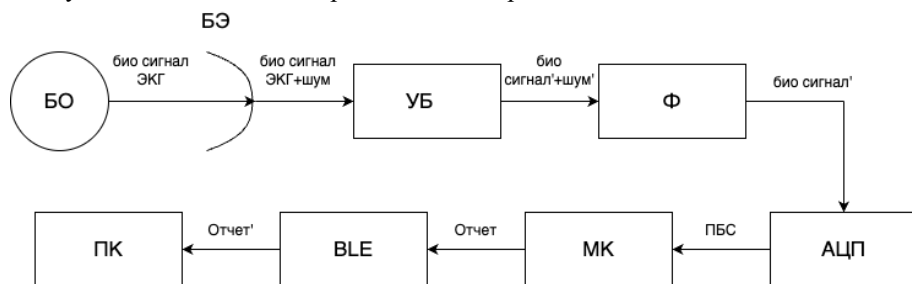 БЭ
био сигнал
ЭКГ
био сигнал
ЭКГ+шум
био
сигнал'+шум'
био сигнал'
БО
УБ
Ф
Отчет'
Отчет
ПБС
ПК
BLE
МК
АЦП